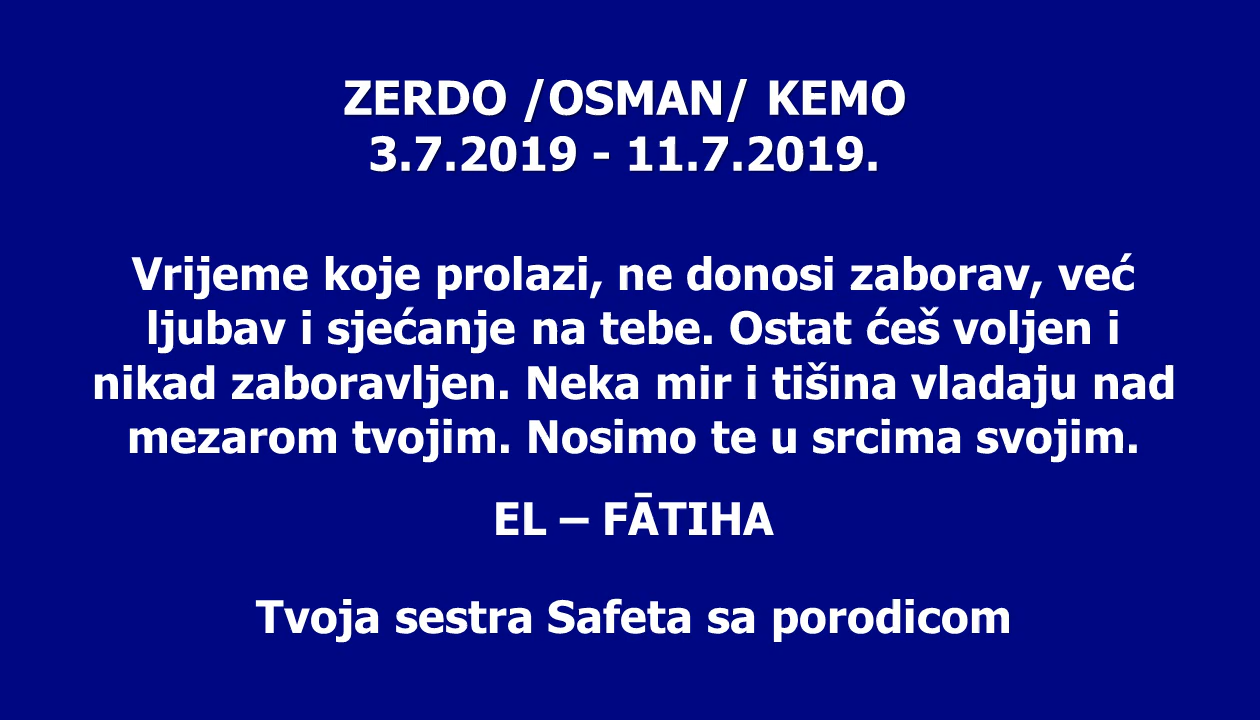 ZERDO /OSMAN/ KEMO
3.7.2019 - 11.7.2019.
Vrijeme koje prolazi, ne donosi zaborav, već
ljubav i sjećanje na tebe. Ostat ćeš voljen i
nikad zaboravljen. Neka mir i tišina vladaju nad
mezarom tvojim. Nosimo te u srcima svojim.
EL – FĀTIHA
Tvoja sestra Safeta sa porodicom